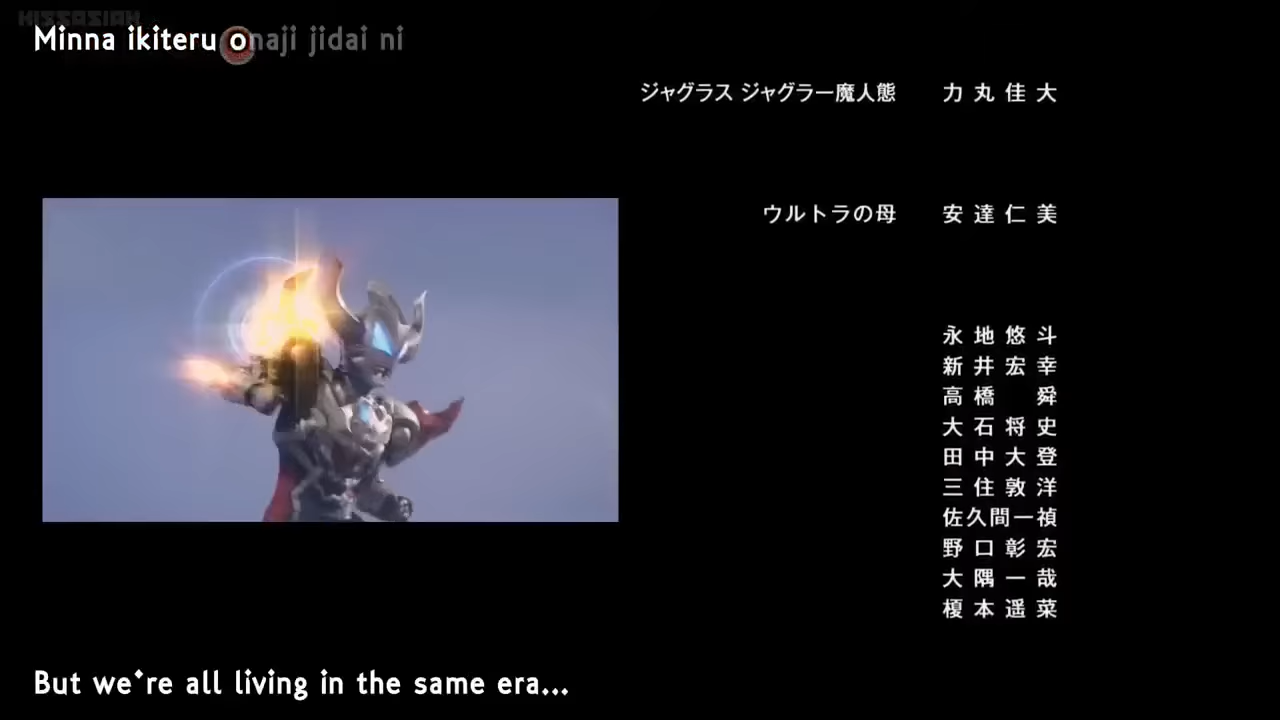 KISSASIAN
Minna ikiteru onaji jidai ni
ジャグラス ジャグラー魔人態 力丸佳大
ウルトラの母 安達仁美
永地悠斗
新井宏幸
高橋 舜
大石将史
田中大登
三住敦洋
佐久間一禎
野口彰宏
大隅一哉
榎本遥菜
But we're all living in the same era...